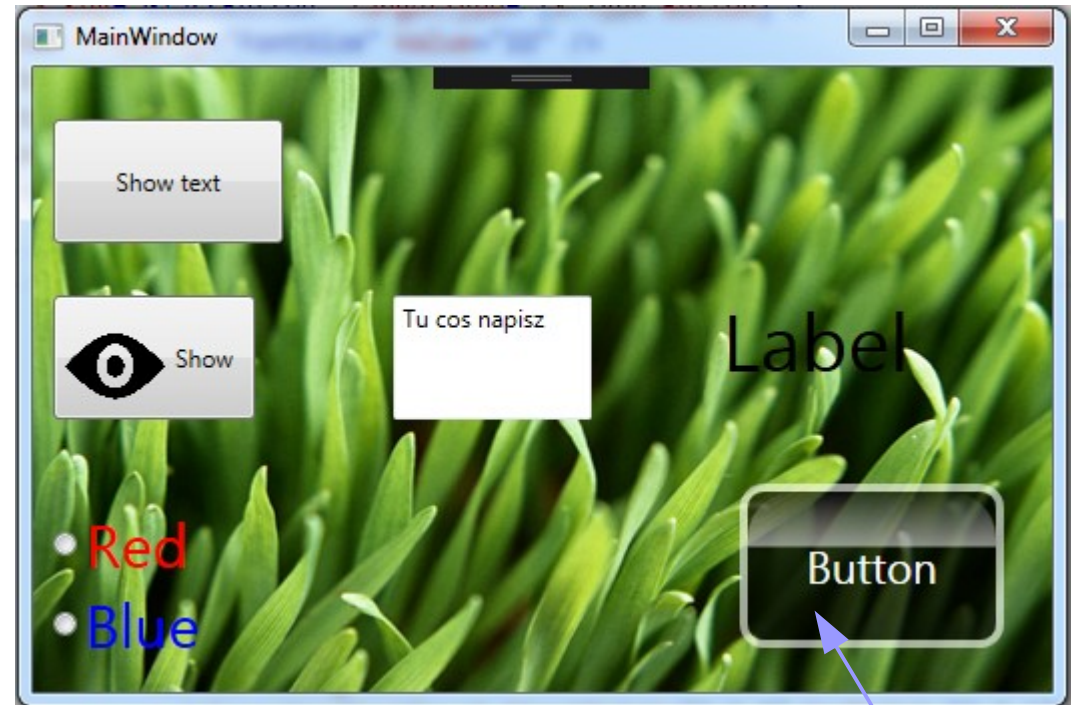 MainWindow
Show text
Show
Tu cos napisz
Label
Red
Blue
Button